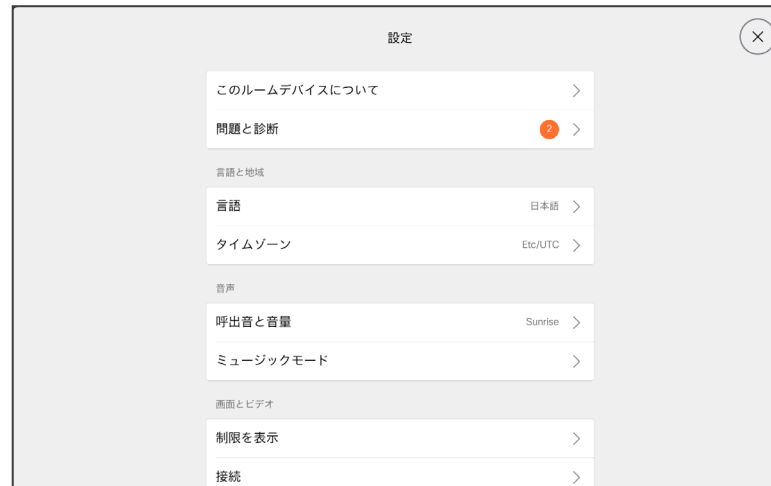 設定
このルームデバイスについて
問題と診断 2
言語と地域
言語 日本語
タイムゾーン Etc/UTC
音声
呼出音と音量 Sunrise
ミュージックモード
画面とビデオ
制限を表示
接続